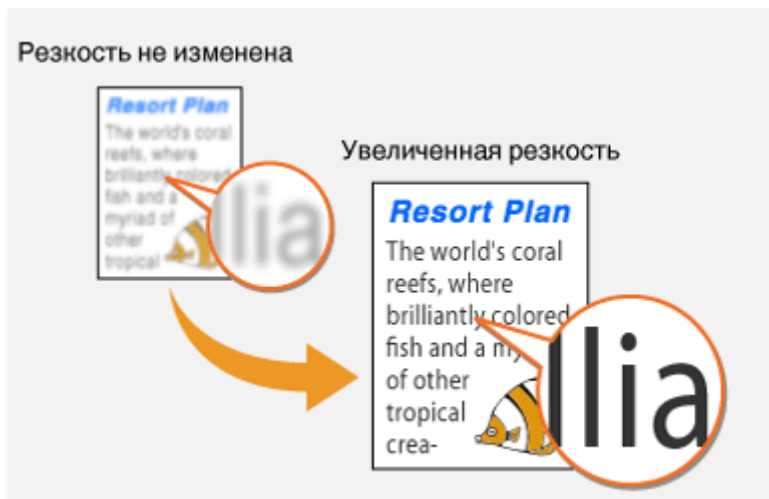 Резкость не изменена
Resort Plan
The world's coral
reefs, where
brilliantly colored
fish and a
myriad of
other
tropical
lia
Увеличенная резкость
Resort Plan
The world's coral
reefs, where
brilliantly colored
fish and a my
of other
tropical
crea-
llia